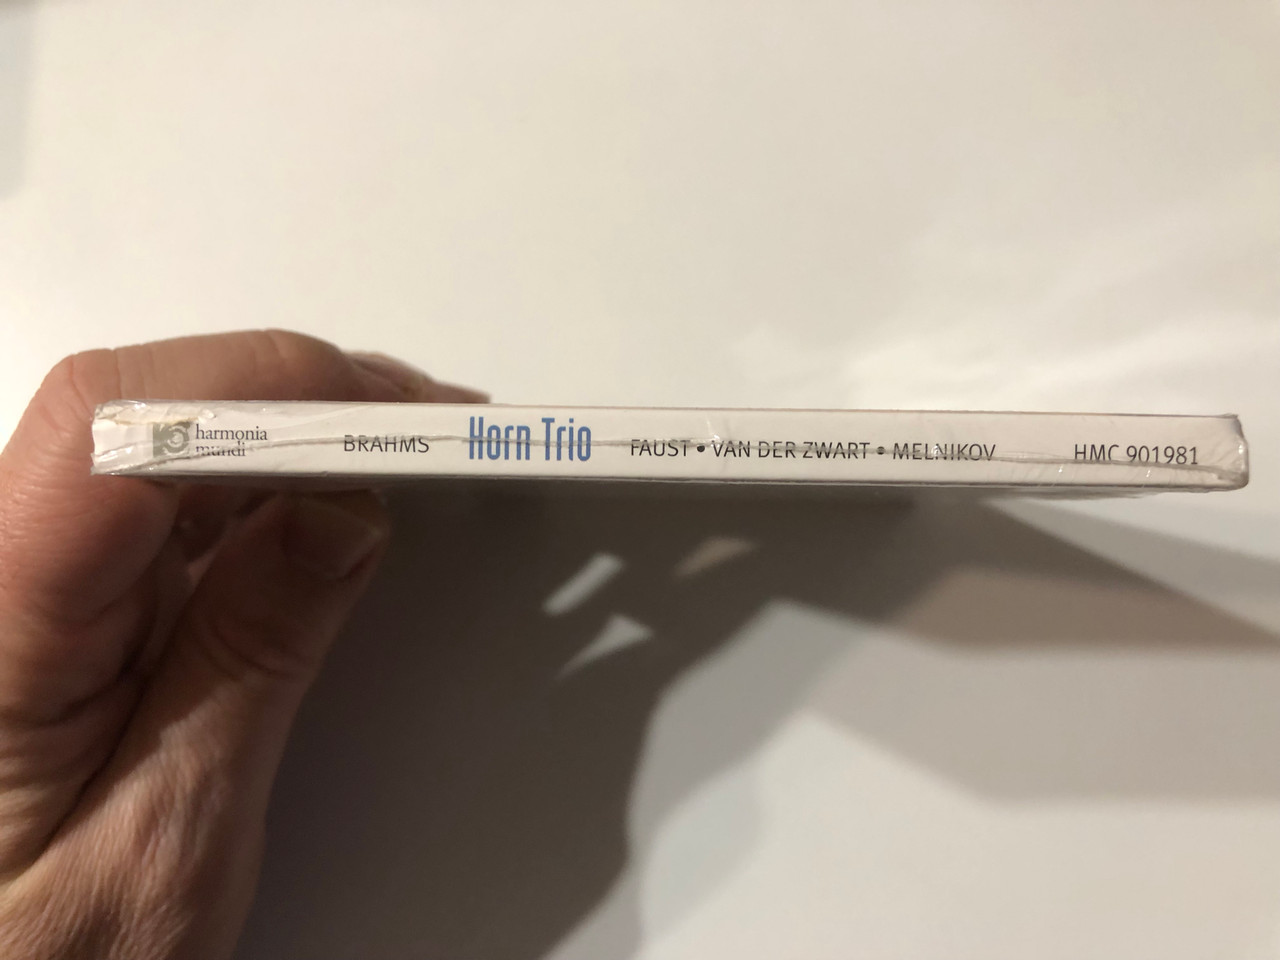 harmonia
mundi
BRAHMS Horn Trio FAUST • VAN DER ZWART • MELNIKOV HMC 901981